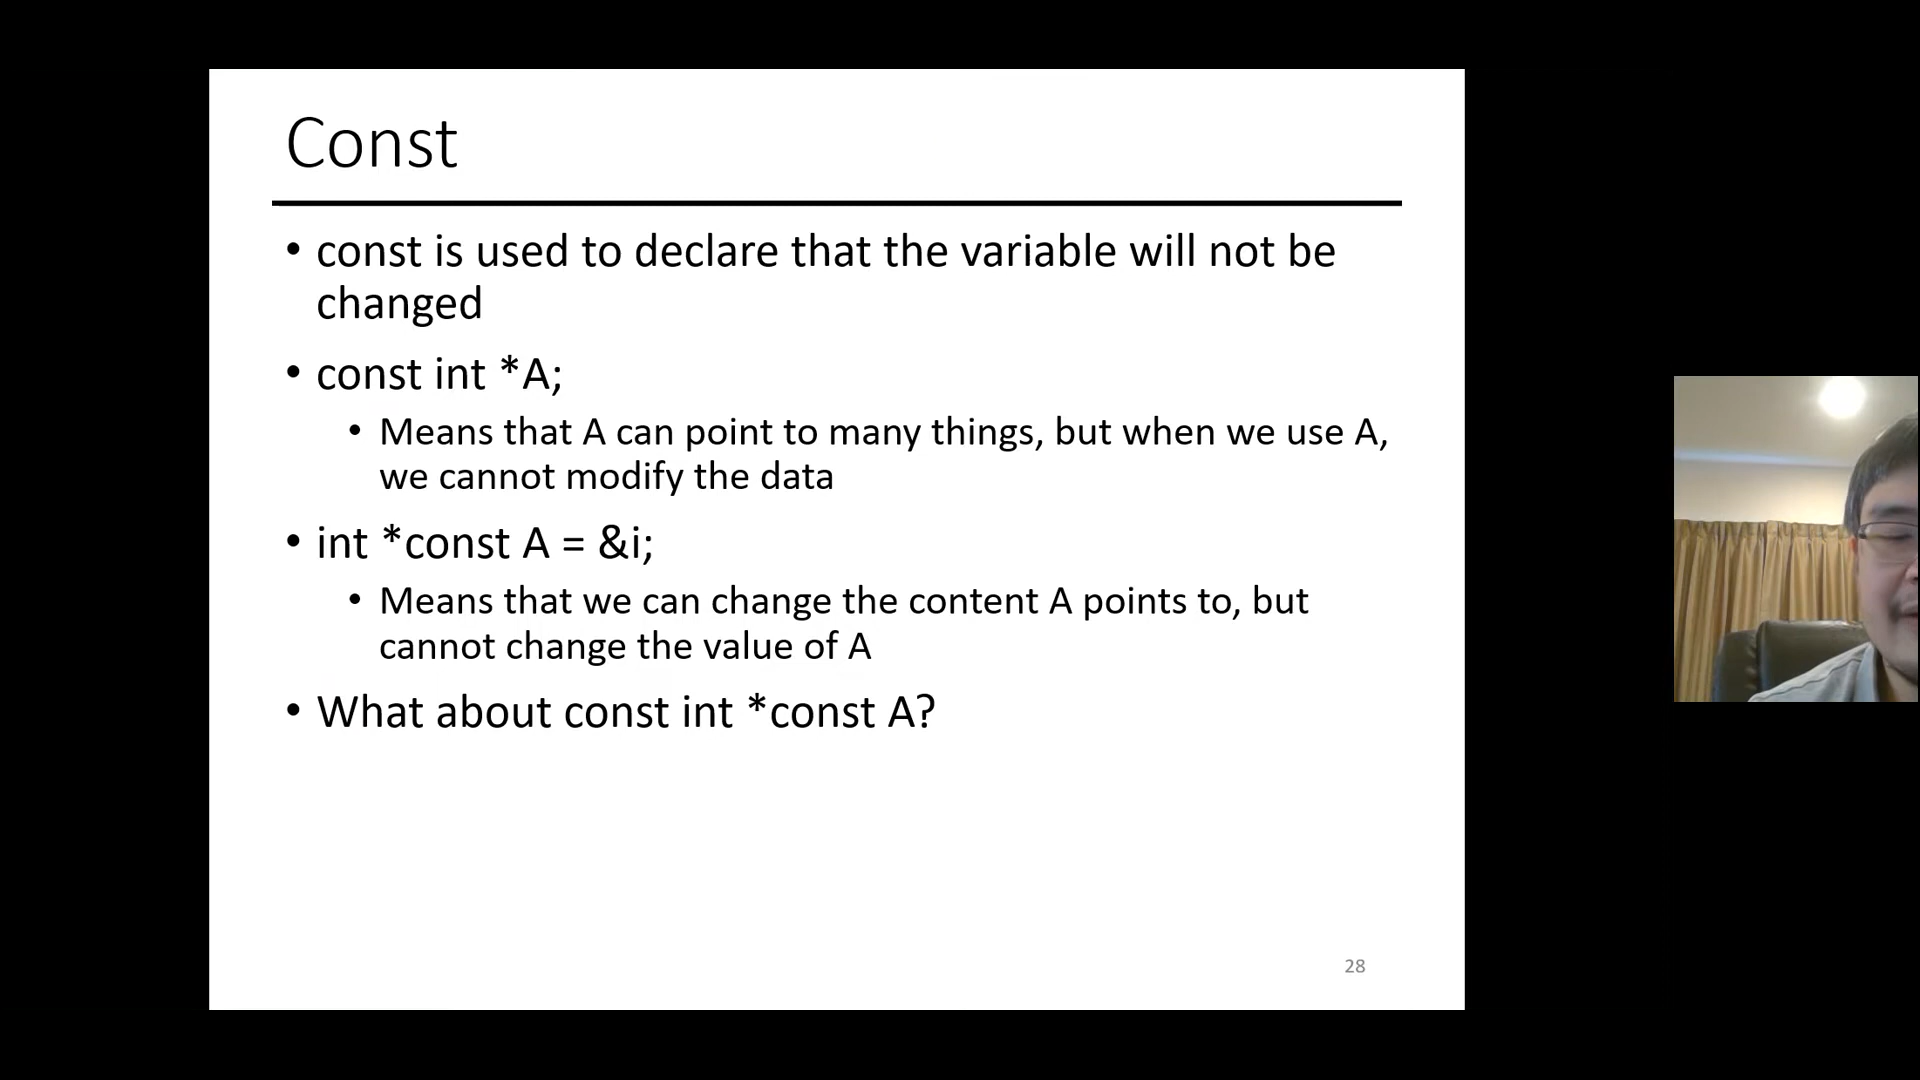 Const
• const is used to declare that the variable will not be
changed
• const int *A;
• Means that A can point to many things, but when we use A,
we cannot modify the data
• int *const A = &i;
• Means that we can change the content A points to, but
cannot change the value of A
• What about const int *const A?
28